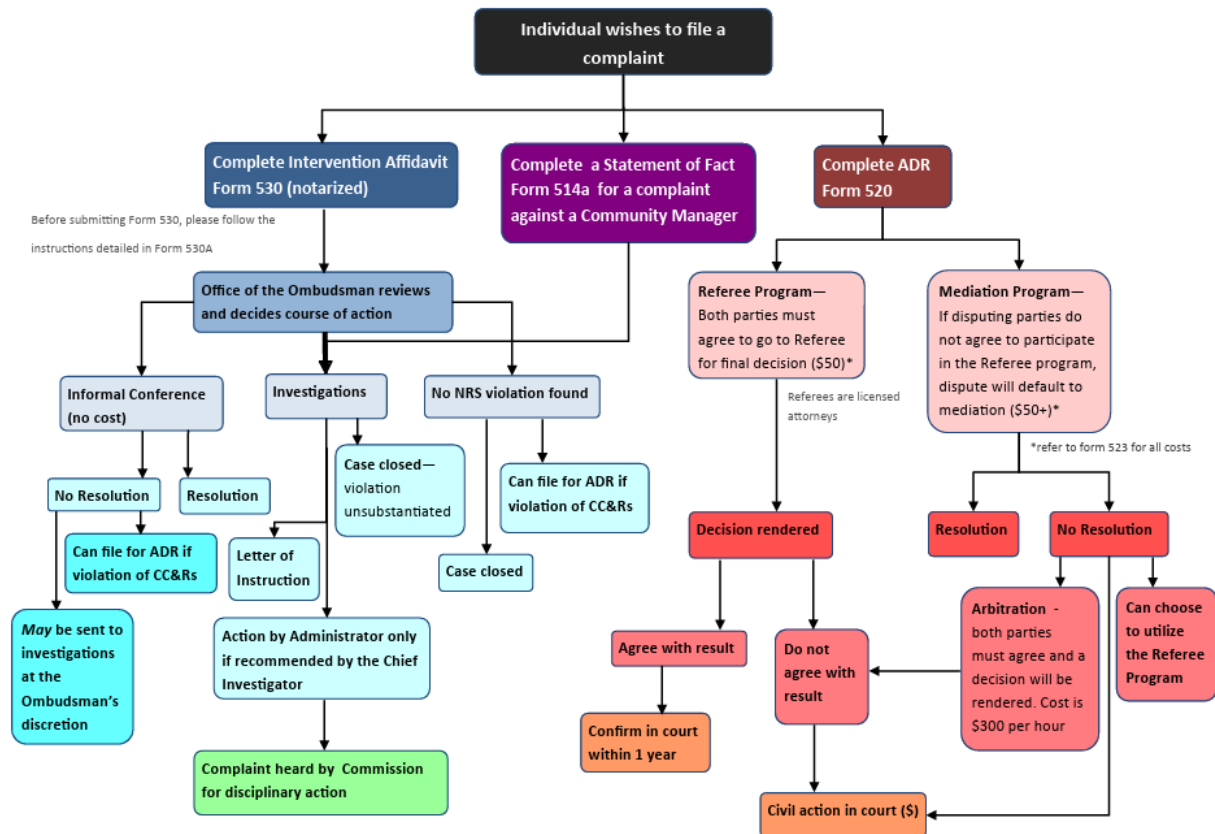 Individual wishes to file a
complaint
Complete Intervention Affidavit
Form 530 (notarized)
Complete a Statement of Fact
Form 514a for a complaint
against a Community Manager
Complete ADR
Form 520
Before submitting Form 530, please follow the
instructions detailed in Form 530A
Office of the Ombudsman reviews
and decides course of action
Referee Program—
Both parties must
agree to go to Referee
for final decision ($50)*
Mediation Program—
If disputing parties do
not agree to participate
in the Referee program,
dispute will default to
mediation ($50+)*
Informal Conference
(no cost)
Investigations
No NRS violation found
Referees are licensed
attorneys
*refer to form 523 for all costs
No Resolution
Resolution
Case closed—
violation
unsubstantiated
Can file for ADR if
violation of CC&Rs
Can file for ADR if
violation of CC&Rs
Letter of
Instruction
Case closed
Decision rendered
Resolution
No Resolution
May be sent to
investigations
at the
Ombudsman's
discretion
Action by Administrator only
if recommended by the Chief
Investigator
Agree with result
Do not
agree with
result
Arbitration -
both parties
must agree and a
decision will be
rendered. Cost is
$300 per hour
Can choose
to utilize
the Referee
Program
Confirm in court
within 1 year
Complaint heard by Commission
for disciplinary action
Civil action in court ($)